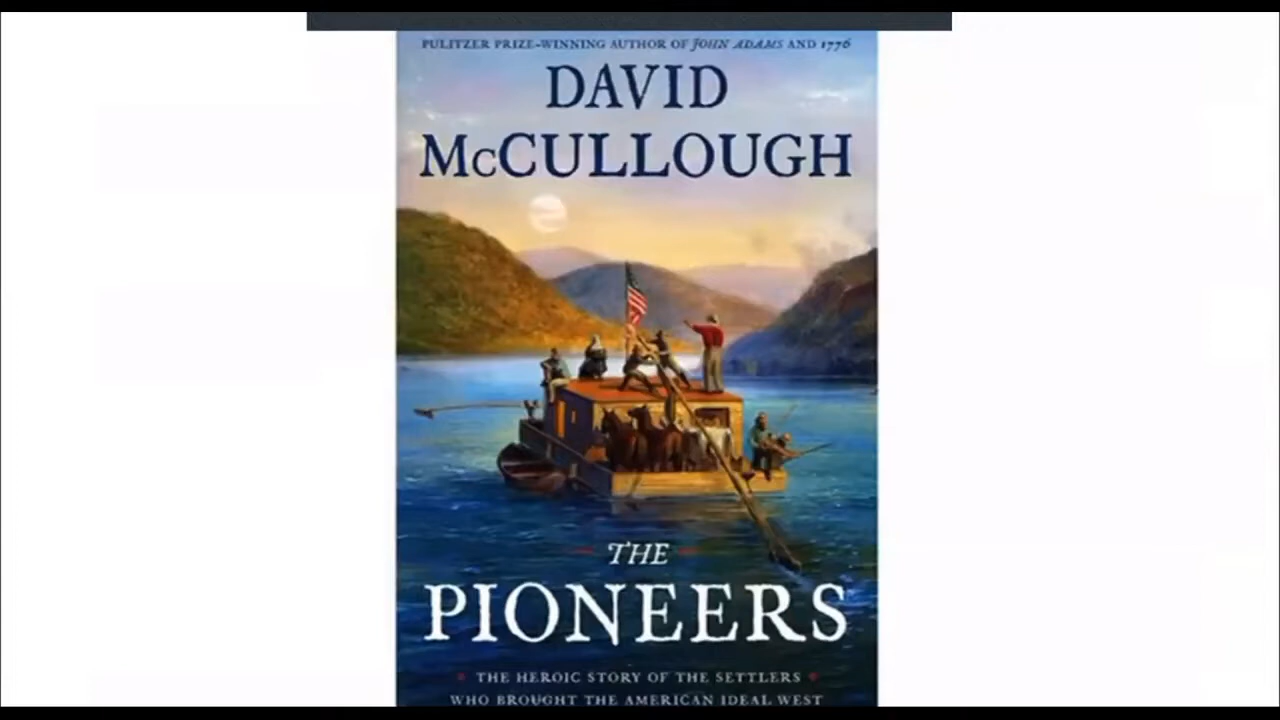 PULITZER PRIZE–WINNING AUTHOR OF JOHN ADAMS AND 1776
DAVID
McCULLOUGH
THE
PIONEERS
THE HEROIC STORY OF THE SETTLERS
WHO BROUGHT THE AMERICAN IDEAL WEST